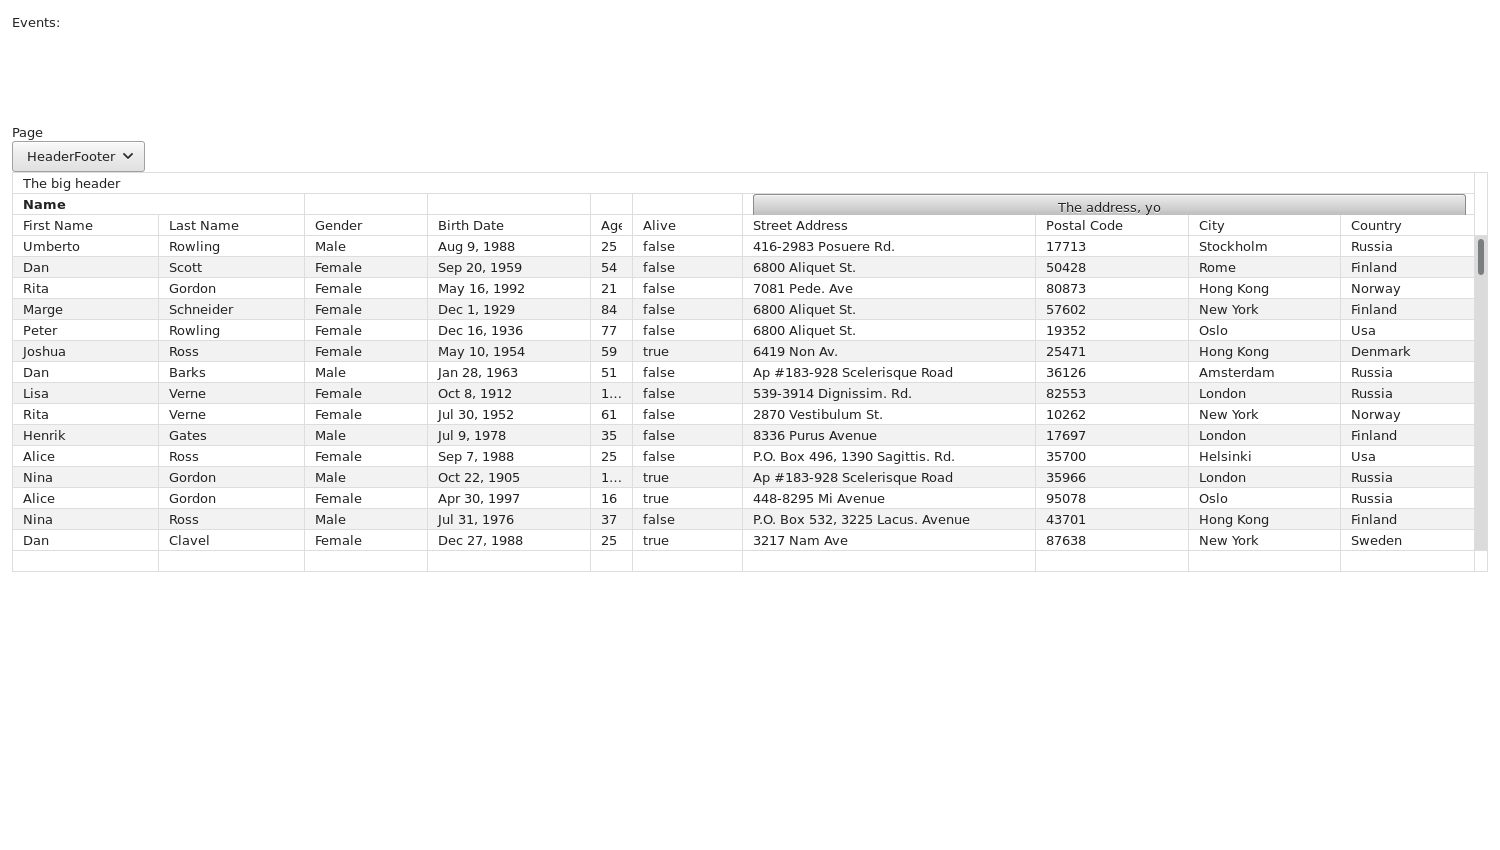 Events:
Page
HeaderFooter
The big header
Name The address, yo
First Name Last Name Gender Birth Date Age Alive Street Address Postal Code City Country
Umberto Rowling Male Aug 9, 1988 25 false 416-2983 Posuere Rd. 17713 Stockholm Russia
Dan Scott Female Sep 20, 1959 54 false 6800 Aliquet St. 50428 Rome Finland
Rita Gordon Female May 16, 1992 21 false 7081 Pede. Ave 80873 Hong Kong Norway
Marge Schneider Female Dec 1, 1929 84 false 6800 Aliquet St. 57602 New York Finland
Peter Rowling Female Dec 16, 1936 77 false 6800 Aliquet St. 19352 Oslo Usa
Joshua Ross Female May 10, 1954 59 true 6419 Non Av. 25471 Hong Kong Denmark
Dan Barks Male Jan 28, 1963 51 false Ap #183-928 Scelerisque Road 36126 Amsterdam Russia
Lisa Verne Female Oct 8, 1912 1... false 539-3914 Dignissim. Rd. 82553 London Russia
Rita Verne Female Jul 30, 1952 61 false 2870 Vestibulum St. 10262 New York Norway
Henrik Gates Male Jul 9, 1978 35 false 8336 Purus Avenue 17697 London Finland
Alice Ross Female Sep 7, 1988 25 false P.O. Box 496, 1390 Sagittis. Rd. 35700 Helsinki Usa
Nina Gordon Male Oct 22, 1905 1... true Ap #183-928 Scelerisque Road 35966 London Russia
Alice Gordon Female Apr 30, 1997 16 true 448-8295 Mi Avenue 95078 Oslo Russia
Nina Ross Male Jul 31, 1976 37 false P.O. Box 532, 3225 Lacus. Avenue 43701 Hong Kong Finland
Dan Clavel Female Dec 27, 1988 25 true 3217 Nam Ave 87638 New York Sweden